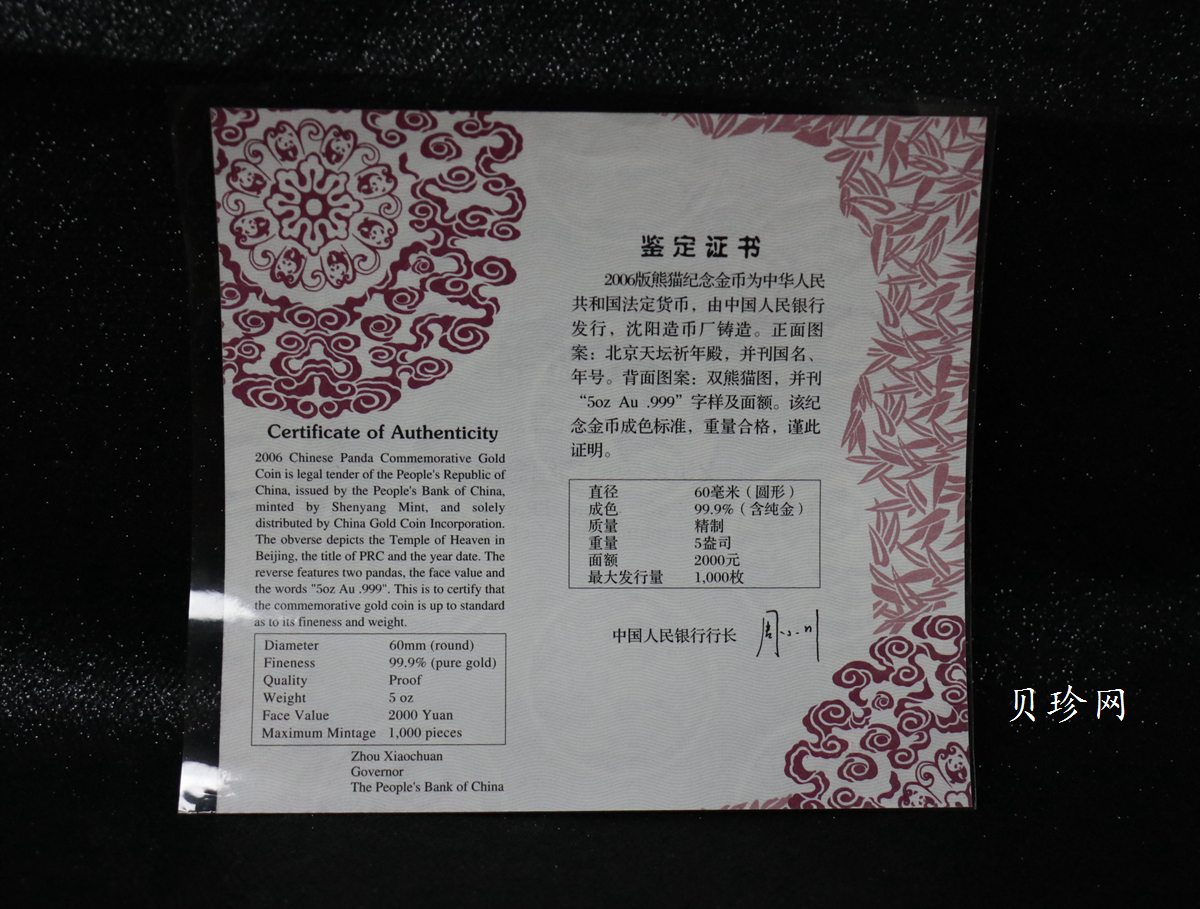 Certificate of Authenticity
2006 Chinese Panda Commemorative Gold
Coin is legal tender of the People's Republic of
China, issued by the People's Bank of China,
minted by Shenyang Mint, and solely
distributed by China Gold Coin Incorporation.
The obverse depicts the Temple of Heaven in
Beijing, the title of PRC and the year date. The
reverse features two pandas, the face value and
the words "5oz Au .999". This is to certify that
the commemorative gold coin is up to standard
as to its fineness and weight.
Diameter 60mm (round)
Fineness 99.9% (pure gold)
Quality Proof
Weight 5 oz
Face Value 2000 Yuan
Maximum Mintage 1,000 pieces
Zhou Xiaochuan
Governor
The People's Bank of China
鉴定证书
2006版熊猫纪念金币为中华人民
共和国法定货币，由中国人民银行
发行，沈阳造币厂铸造。正面图
案：北京天坛祈年殿，并刊国名、
年号。背面图案：双熊猫图，并刊
“5oz Au .999”字样及面额。该纪
念金币成色标准，重量合格，谨此
证明。
直径 60毫米（圆形）
成色 99.9%（含纯金）
质量 精制
重量 5盎司
面额 2000元
最大发行量 1,000枚
中国人民银行行长 周小川
贝珍网